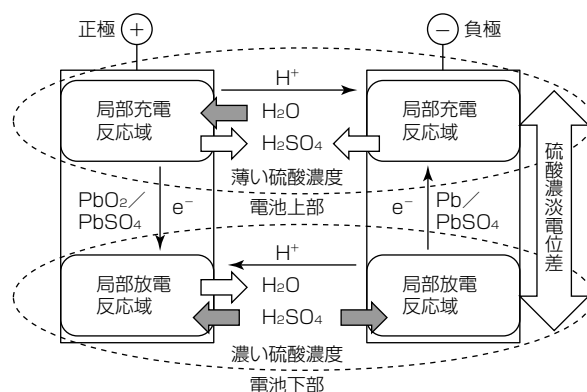 正極 +
− 負極
H⁺
局部充電
反応域
H₂O
H₂SO₄
局部充電
反応域
薄い硫酸濃度
電池上部
PbO₂／
PbSO₄
e⁻
e⁻
Pb／
PbSO₄
硫酸濃淡電位差
H⁺
局部放電
反応域
H₂O
H₂SO₄
局部放電
反応域
濃い硫酸濃度
電池下部